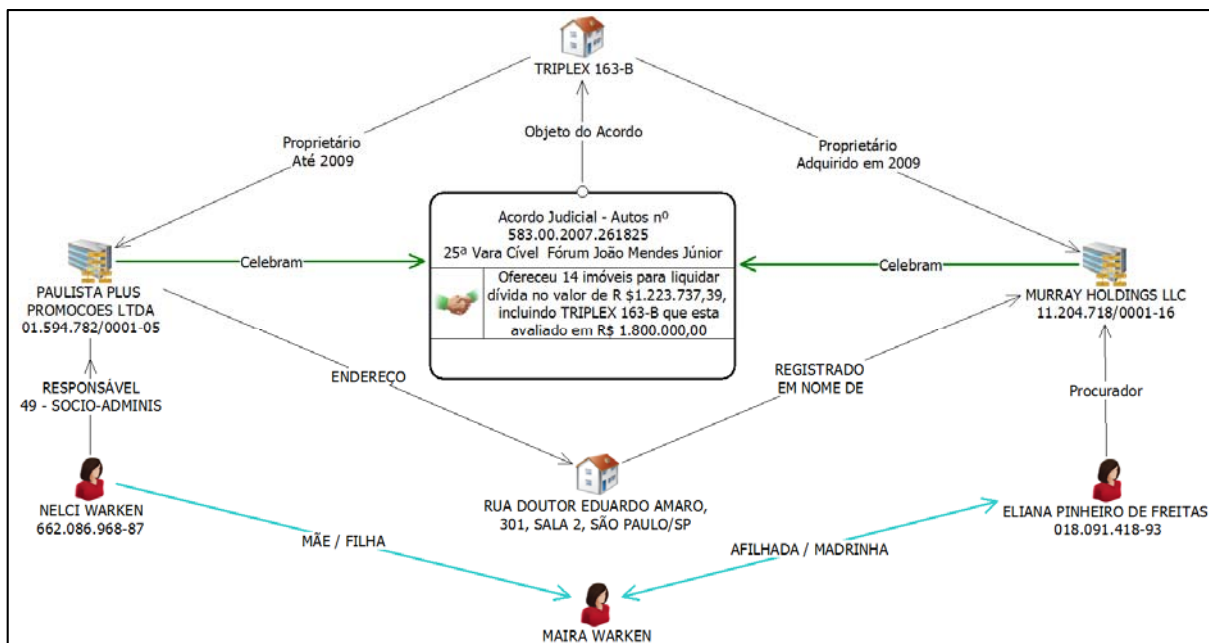 TRIPLEX 163-B
Objeto do Acordo
Proprietário
Até 2009
Proprietário
Adquirido em 2009
Acordo Judicial - Autos nº
583.00.2007.261825
25ª Vara Cível Fórum João Mendes Júnior
Ofereceu 14 imóveis para liquidar
dívida no valor de R $1.223.737,39,
incluindo TRIPLEX 163-B que esta
avaliado em R$ 1.800.000,00
Celebram
Celebram
PAULISTA PLUS
PROMOCOES LTDA
01.594.782/0001-05
MURRAY HOLDINGS LLC
11.204.718/0001-16
RESPONSÁVEL
49 - SOCIO-ADMINIS
ENDEREÇO
REGISTRADO
EM NOME DE
Procurador
NELCI WARKEN
662.086.968-87
RUA DOUTOR EDUARDO AMARO,
301, SALA 2, SÃO PAULO/SP
ELIANA PINHEIRO DE FREITAS
018.091.418-93
MÃE / FILHA
AFILHADA / MADRINHA
MAIRA WARKEN